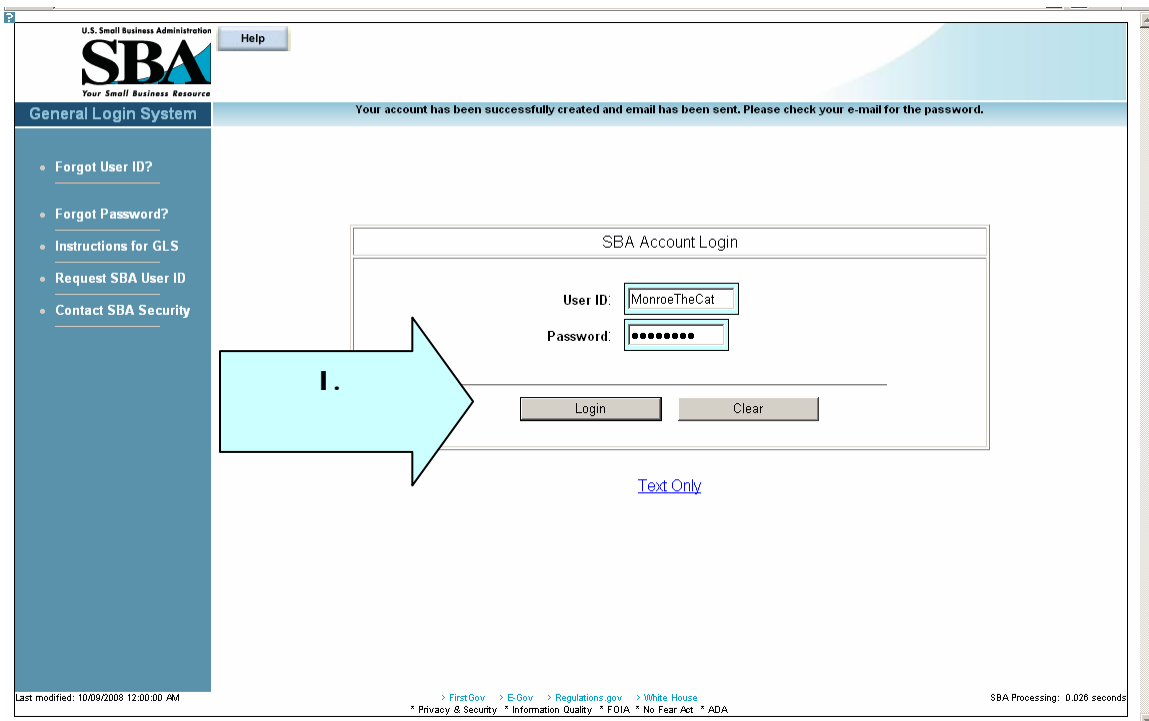 U.S. Small Business Administration
SBA
Your Small Business Resource
Help
General Login System
Your account has been successfully created and email has been sent. Please check your e-mail for the password.
Forgot User ID?
Forgot Password?
Instructions for GLS
Request SBA User ID
Contact SBA Security
SBA Account Login
User ID: MonroeTheCat
Password: ●●●●●●●●
I.
Login Clear
Text Only
Last modified: 10/09/2008 12:00:00 AM
> FirstGov > E-Gov > Regulations.gov > White House
* Privacy & Security * Information Quality * FOIA * No Fear Act * ADA
SBA Processing: 0.026 seconds